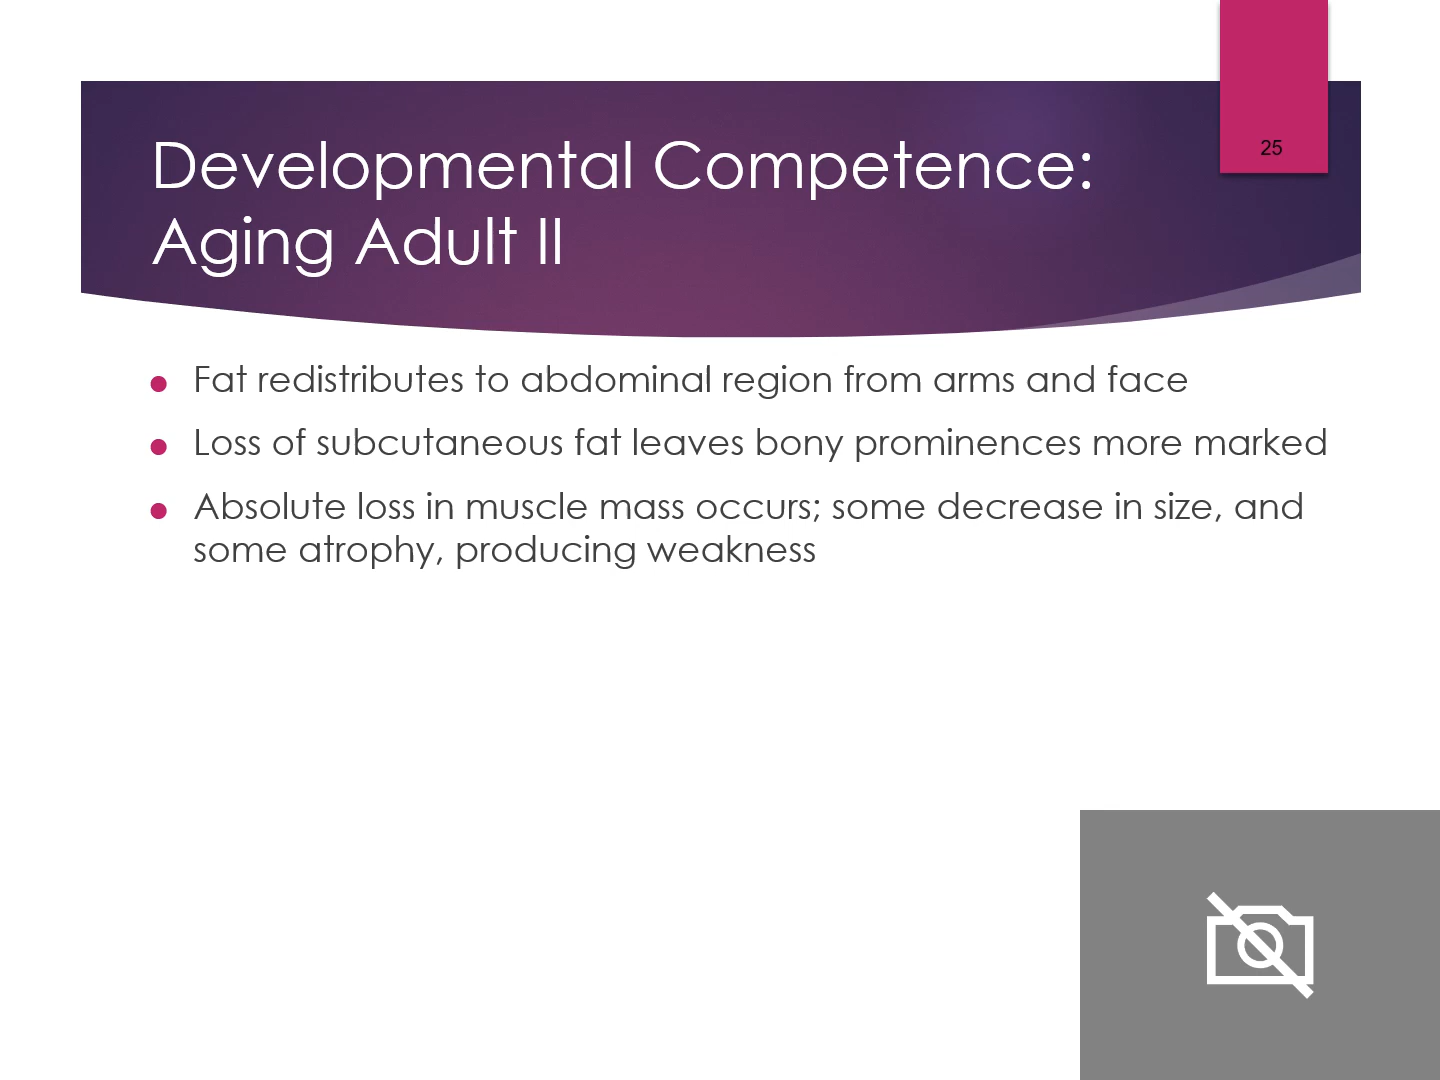 25
Developmental Competence:
Aging Adult II
Fat redistributes to abdominal region from arms and face
Loss of subcutaneous fat leaves bony prominences more marked
Absolute loss in muscle mass occurs; some decrease in size, and
some atrophy, producing weakness